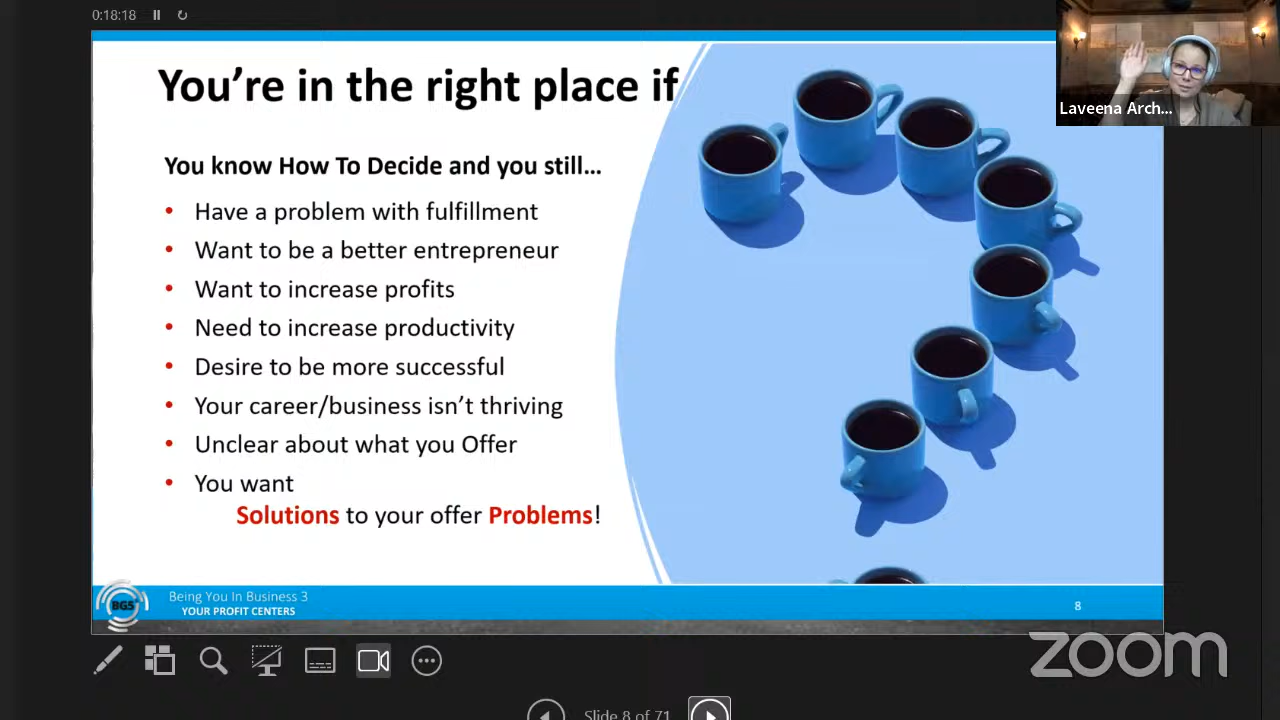 0:18:18
You're in the right place if
Laveena Arch...
You know How To Decide and you still...
• Have a problem with fulfillment
• Want to be a better entrepreneur
• Want to increase profits
• Need to increase productivity
• Desire to be more successful
• Your career/business isn't thriving
• Unclear about what you Offer
• You want
Solutions to your offer Problems!
BG5
Being You In Business 3
YOUR PROFIT CENTERS
8
zoom
Slide 8 of 71